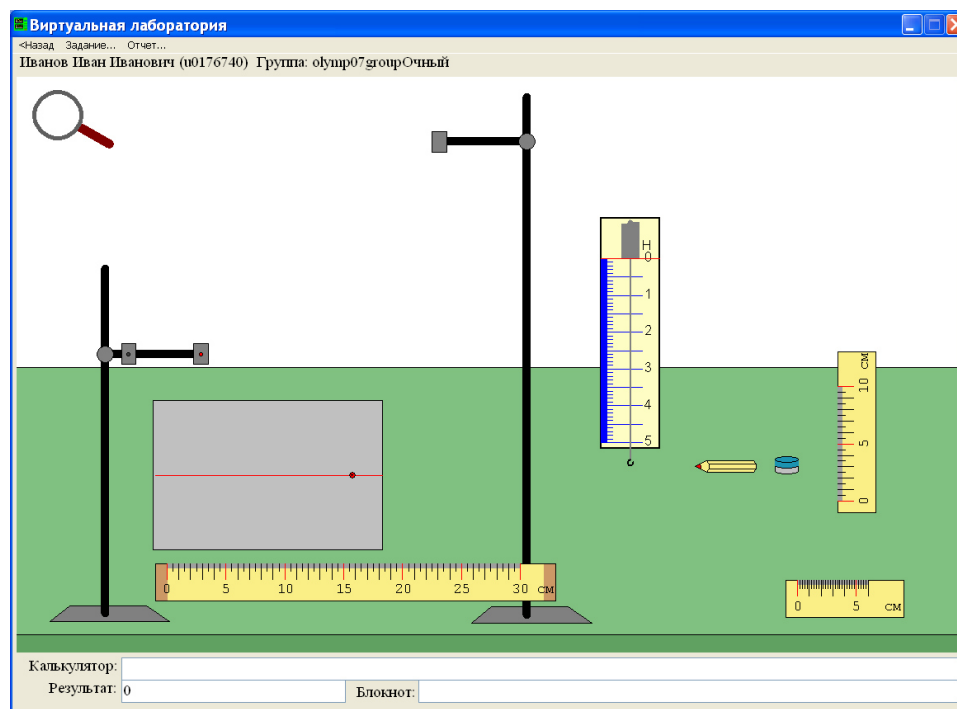 Виртуальная лаборатория
<Назад Задание... Отчет...
Иванов Иван Иванович (u0176740) Группа: olymp07groupОчный
Н
0
1
2
3
4
5
10 см
5
0
0 5 10 15 20 25 30 см
0 5 см
Калькулятор:
Результат: 0 Блокнот: